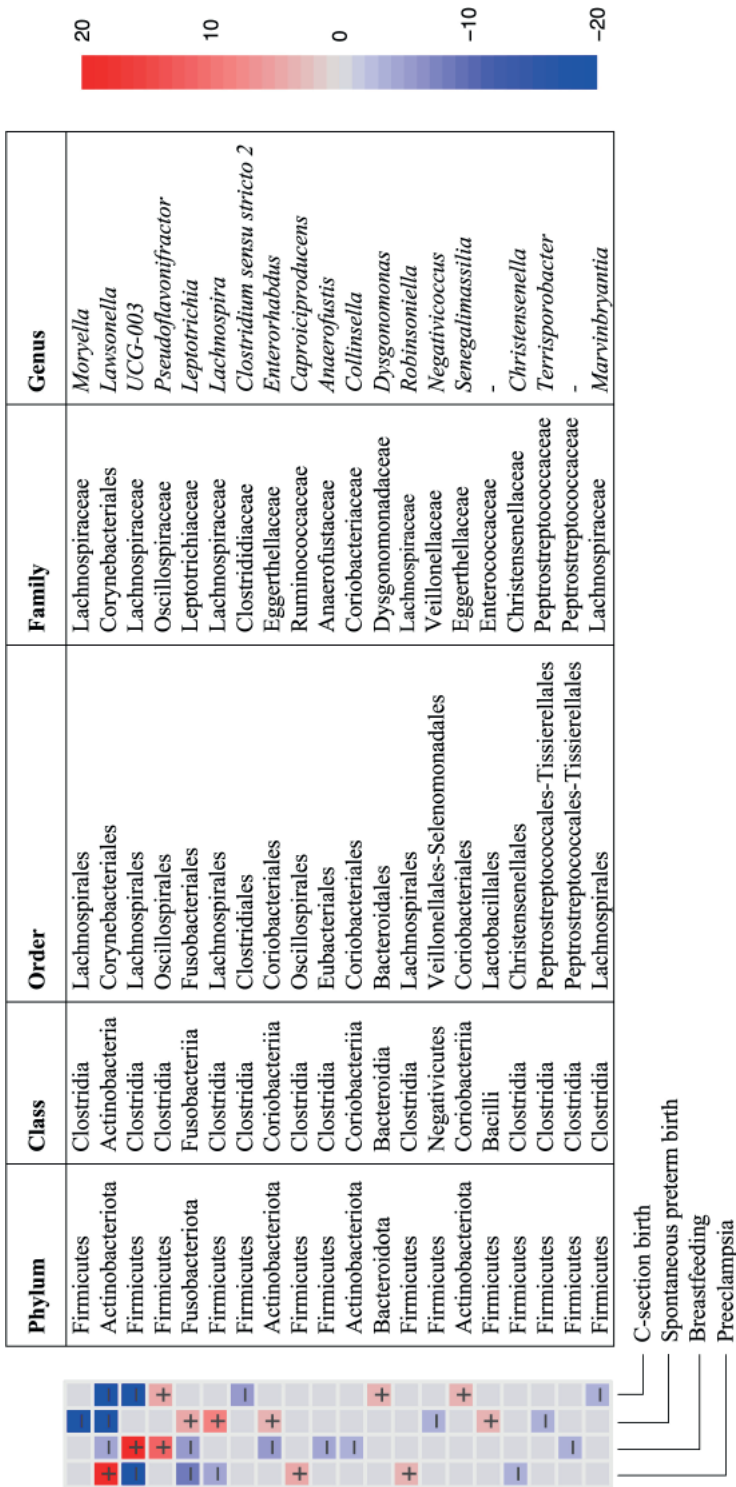 Phylum Class Order Family Genus
− Firmicutes Clostridia Lachnospirales Lachnospiraceae Moryella
+ − − − Actinobacteriota Actinobacteria Corynebacteriales Corynebacteriales Lawsonella
− + − Firmicutes Clostridia Lachnospirales Lachnospiraceae UCG-003
+ + Firmicutes Clostridia Oscillospirales Oscillospiraceae Pseudoflavonifractor
− − + Fusobacteriota Fusobacteriia Fusobacteriales Leptotrichiaceae Leptotrichia
− + Firmicutes Clostridia Lachnospirales Lachnospiraceae Lachnospira
− Firmicutes Clostridia Clostridiales Clostrididiaceae Clostridium sensu stricto 2
− + Actinobacteriota Coriobacteriia Coriobacteriales Eggerthellaceae Enterorhabdus
+ Firmicutes Clostridia Oscillospirales Ruminococcaceae Caproiciproducens
− Firmicutes Clostridia Eubacteriales Anaerofustaceae Anaerofustis
− Actinobacteriota Coriobacteriia Coriobacteriales Coriobacteriaceae Collinsella
+ Bacteroidota Bacteroidia Bacteroidales Dysgonomonadaceae Dysgonomonas
+ Firmicutes Clostridia Lachnospirales Lachnospiraceae Robinsoniella
− Firmicutes Negativicutes Veillonellales-Selenomonadales Veillonellaceae Negativicoccus
+ Actinobacteriota Coriobacteriia Coriobacteriales Eggerthellaceae Senegalimassilia
+ Firmicutes Bacilli Lactobacillales Enterococcaceae -
− Firmicutes Clostridia Christensenellales Christensenellaceae Christensenella
− Firmicutes Clostridia Peptrostreptococcales-Tissierellales Peptrostreptococcaceae Terrisporobacter
− Firmicutes Clostridia Peptrostreptococcales-Tissierellales Peptrostreptococcaceae -
− Firmicutes Clostridia Lachnospirales Lachnospiraceae Marvinbryantia
C-section birth
Spontaneous preterm birth
Breastfeeding
Preeclampsia
20
10
0
−10
−20